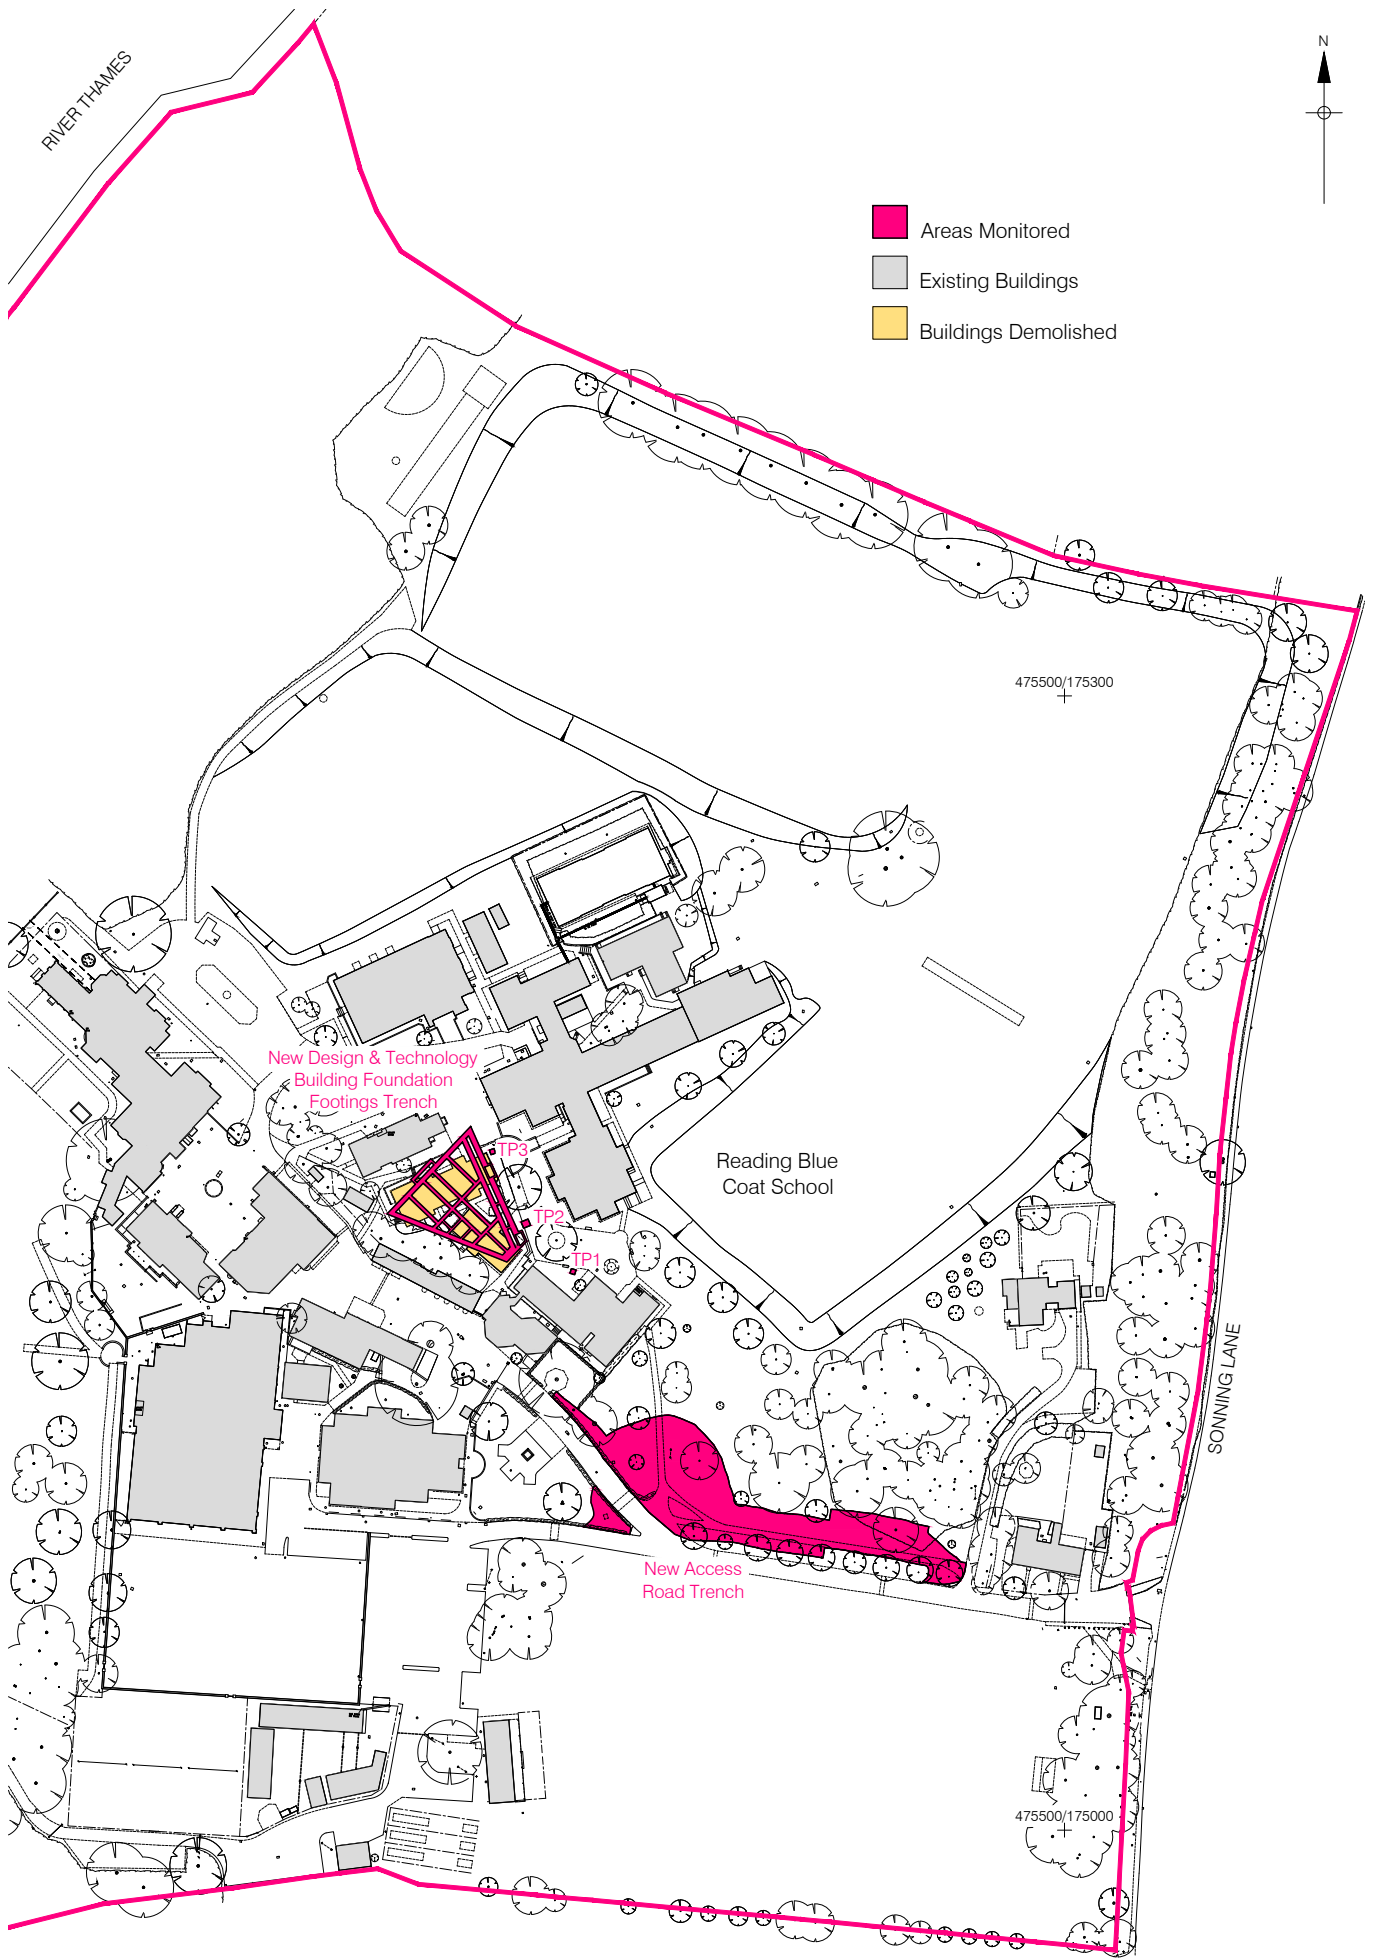 RIVER THAMES
N
Areas Monitored
Existing Buildings
Buildings Demolished
475500/175300
New Design & Technology
Building Foundation
Footings Trench
TP3
Reading Blue
Coat School
TP2
TP1
SONNING LANE
New Access
Road Trench
475500/175000